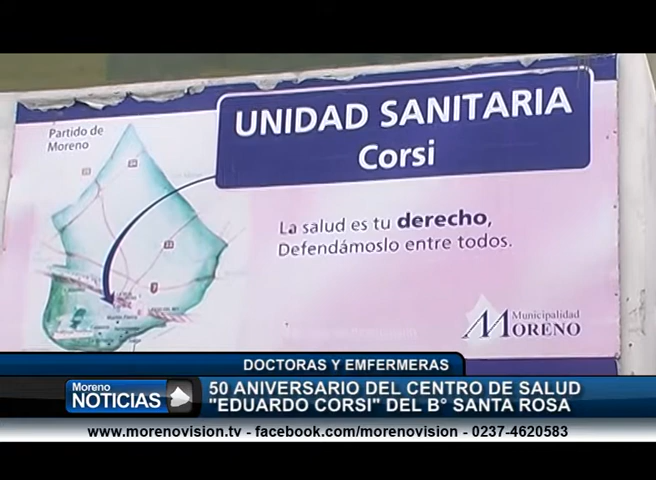 Partido de
Moreno
UNIDAD SANITARIA
Corsi
La salud es tu derecho,
Defendámoslo entre todos.
Municipalidad
MORENO
DOCTORAS Y EMFERMERAS
Moreno
NOTICIAS
50 ANIVERSARIO DEL CENTRO DE SALUD
"EDUARDO CORSI" DEL B° SANTA ROSA
www.morenovision.tv - facebook.com/morenovision - 0237-4620583